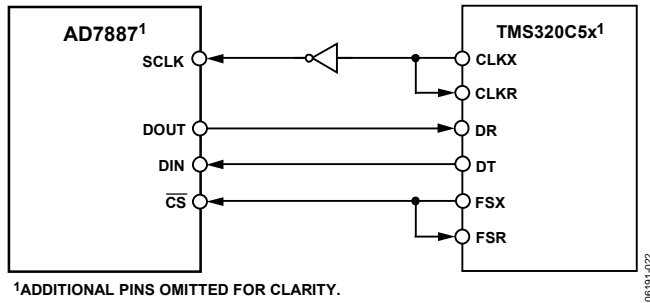 AD7887¹
TMS320C5x¹
SCLK
CLKX
CLKR
DOUT
DR
DIN
DT
CS
FSX
FSR
¹ADDITIONAL PINS OMITTED FOR CLARITY.
06191-022